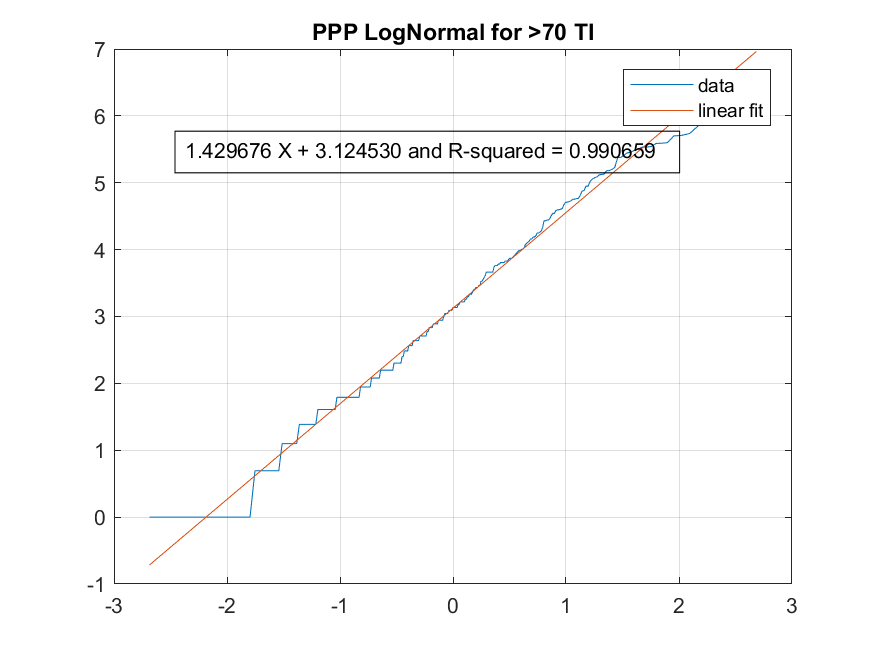 PPP LogNormal for >70 TI
7
data
linear fit
6
1.429676 X + 3.124530 and R-squared = 0.990659
5
4
3
2
1
0
-1
-3 -2 -1 0 1 2 3